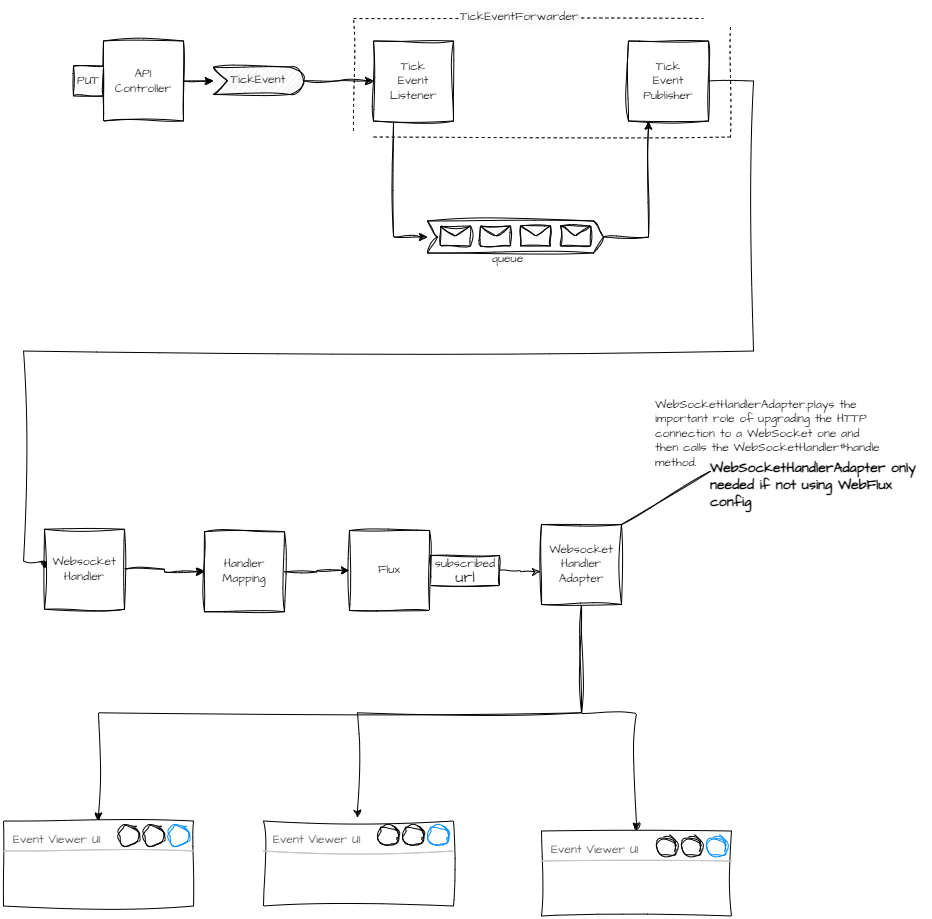 TickEventForwarder
PUT
API
Controller
TickEvent
Tick
Event
Listener
Tick
Event
Publisher
queue
WebSocketHandlerAdapter,plays the
important role of upgrading the HTTP
connection to a WebSocket one and
then calls the WebSocketHandler#handle
method.
WebSocketHandlerAdapter only
needed if not using WebFlux
config
Websocket
Handler
Handler
Mapping
Flux
subscribed
url
Websocket
Handler
Adapter
Event Viewer UI
Event Viewer UI
Event Viewer UI